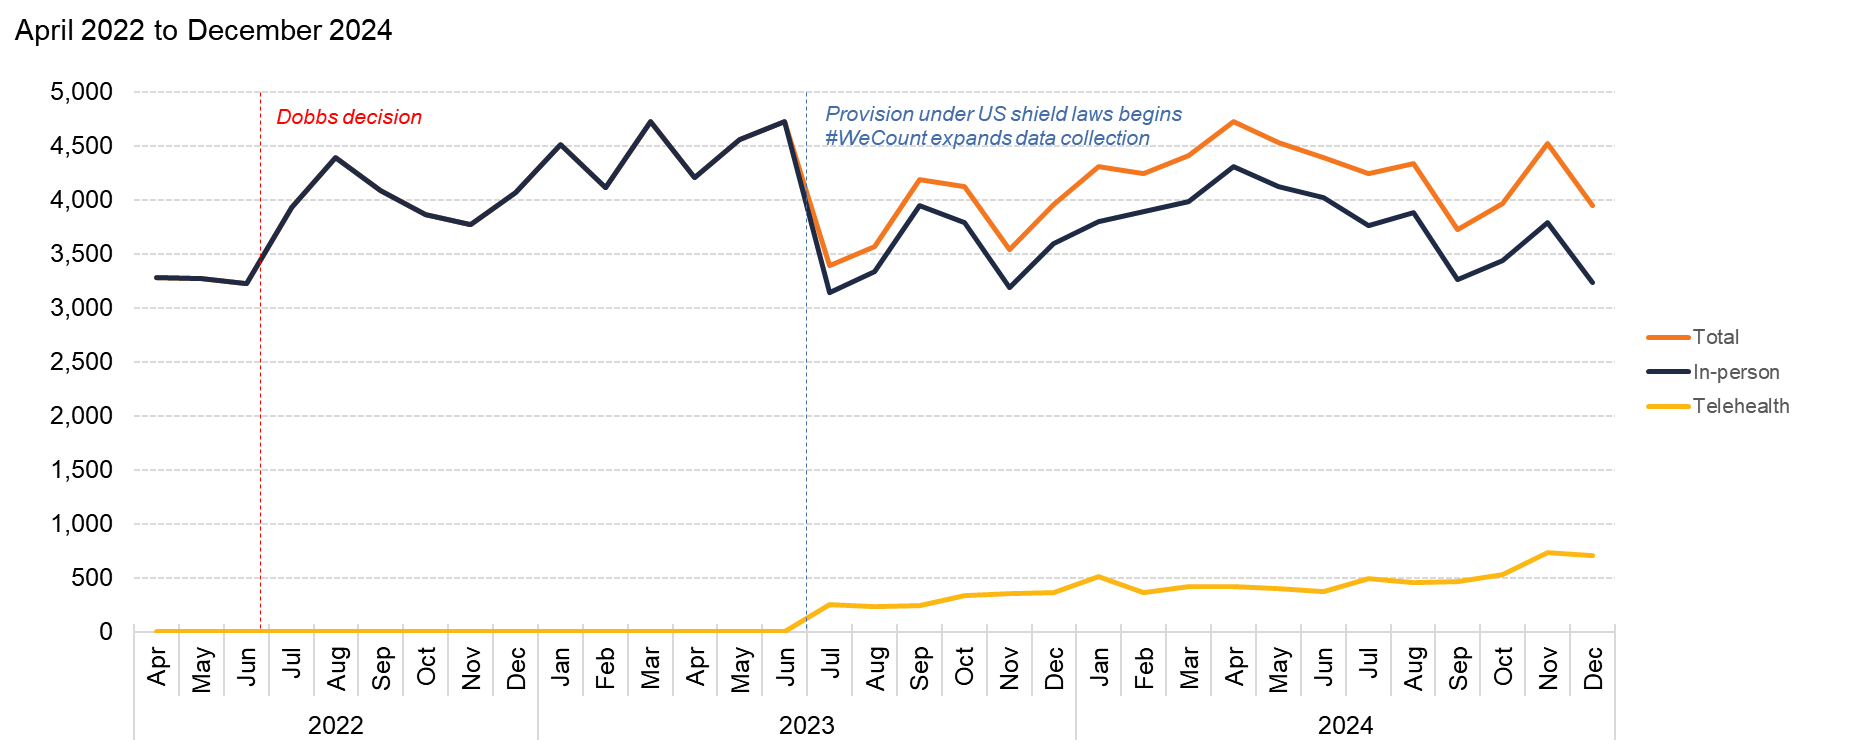 April 2022 to December 2024
5,000
4,500
4,000
3,500
3,000
2,500
2,000
1,500
1,000
500
0
Dobbs decision
Provision under US shield laws begins
#WeCount expands data collection
Total
In-person
Telehealth
Apr May Jun Jul Aug Sep Oct Nov Dec Jan Feb Mar Apr May Jun Jul Aug Sep Oct Nov Dec Jan Feb Mar Apr May Jun Jul Aug Sep Oct Nov Dec
2022 2023 2024